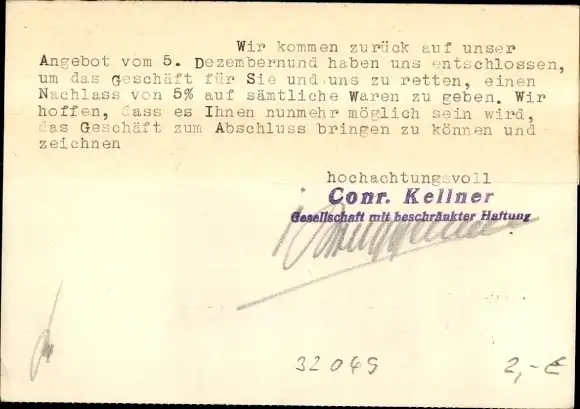 Wir kommen zurück auf unser
Angebot vom 5. Dezembernund haben uns entschlossen,
um das Geschäft für Sie und uns zu retten, einen
Nachlass von 5% auf sämtliche Waren zu geben. Wir
hoffen, dass es Ihnen nunmehr möglich sein wird,
das Geschäft zum Abschluss bringen zu können und
zeichnen
hochachtungsvoll
Conr. Kellner
Gesellschaft mit beschränkter Haftung
32049
2,- €